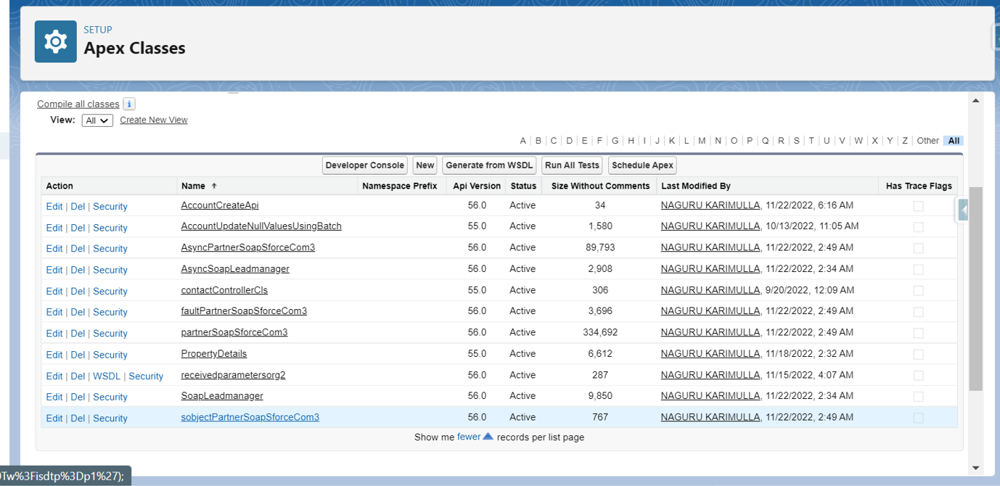 SETUP
Apex Classes
Compile all classes i
View: All Create New View
A | B | C | D | E | F | G | H | I | J | K | L | M | N | O | P | Q | R | S | T | U | V | W | X | Y | Z | Other | All
Developer Console New Generate from WSDL Run All Tests Schedule Apex
Action Name ↑ Namespace Prefix Api Version Status Size Without Comments Last Modified By Has Trace Flags
Edit | Del | Security AccountCreateApi 56.0 Active 34 NAGURU KARIMULLA, 11/22/2022, 6:16 AM
Edit | Del | Security AccountUpdateNullValuesUsingBatch 55.0 Active 1,580 NAGURU KARIMULLA, 10/13/2022, 11:05 AM
Edit | Del | Security AsyncPartnerSoapSforceCom3 56.0 Active 89,793 NAGURU KARIMULLA, 11/22/2022, 2:49 AM
Edit | Del | Security AsyncSoapLeadmanager 56.0 Active 2,908 NAGURU KARIMULLA, 11/22/2022, 2:34 AM
Edit | Del | Security contactControllerCls 55.0 Active 306 NAGURU KARIMULLA, 9/20/2022, 12:09 AM
Edit | Del | Security faultPartnerSoapSforceCom3 56.0 Active 3,696 NAGURU KARIMULLA, 11/22/2022, 2:49 AM
Edit | Del | Security partnerSoapSforceCom3 56.0 Active 334,692 NAGURU KARIMULLA, 11/22/2022, 2:49 AM
Edit | Del | Security PropertyDetails 55.0 Active 6,612 NAGURU KARIMULLA, 11/18/2022, 2:32 AM
Edit | Del | WSDL | Security receivedparametersorg2 56.0 Active 287 NAGURU KARIMULLA, 11/15/2022, 4:07 AM
Edit | Del | Security SoapLeadmanager 56.0 Active 9,850 NAGURU KARIMULLA, 11/22/2022, 2:34 AM
Edit | Del | Security sobjectPartnerSoapSforceCom3 56.0 Active 767 NAGURU KARIMULLA, 11/22/2022, 2:49 AM
Show me fewer records per list page
Tw%3Fisdtp%3Dp1%27);